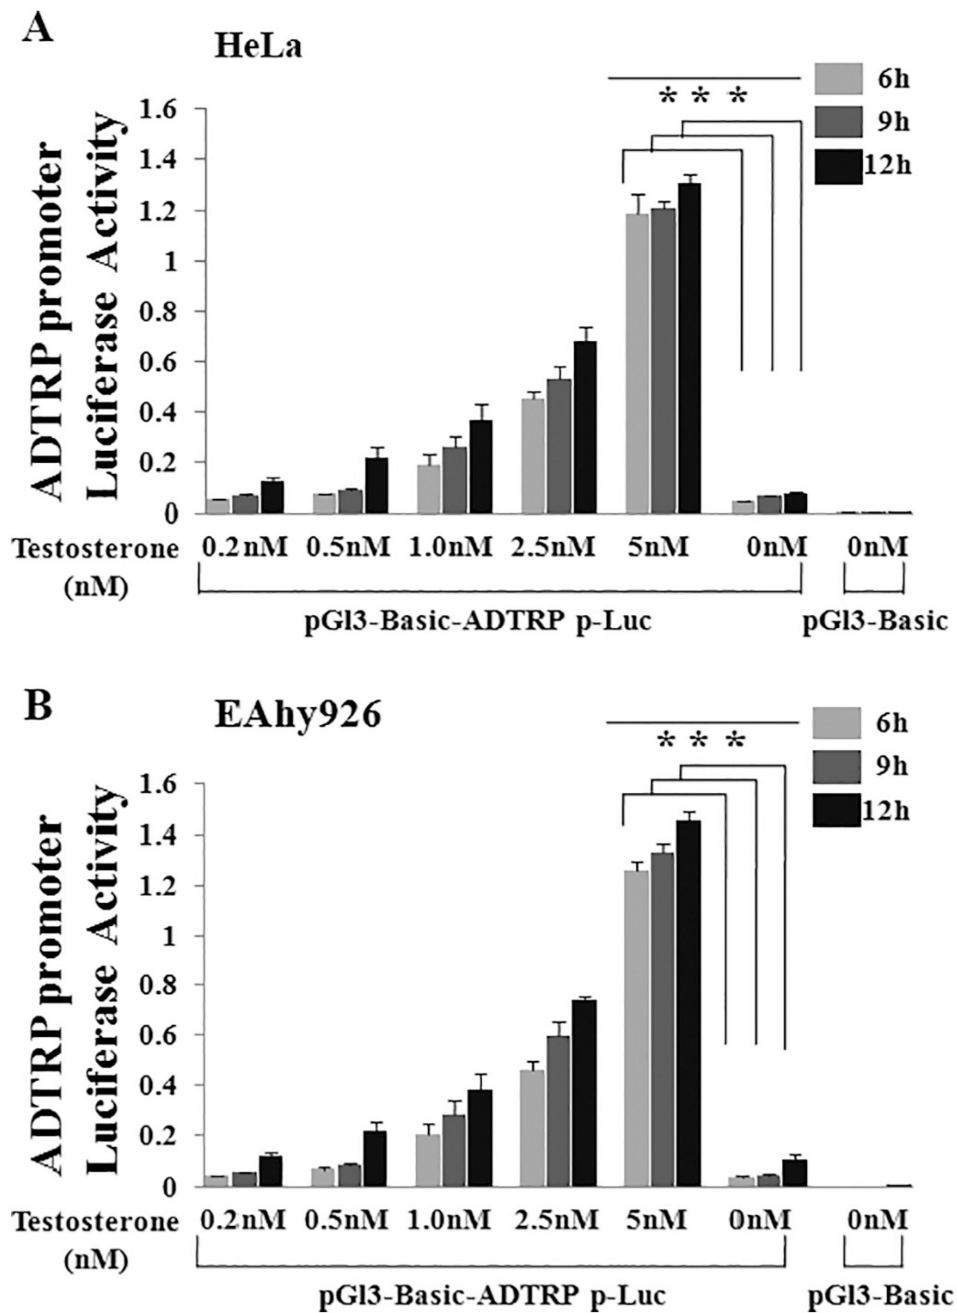 A
HeLa
6h
9h
12h
* * *
ADTRP promoter
Luciferase Activity
1.6
1.4
1.2
1
0.8
0.6
0.4
0.2
0
Testosterone
(nM)
0.2nM 0.5nM 1.0nM 2.5nM 5nM 0nM 0nM
pGl3-Basic-ADTRP p-Luc pGl3-Basic
B
EAhy926
6h
9h
12h
* * *
ADTRP promoter
Luciferase Activity
1.6
1.4
1.2
1
0.8
0.6
0.4
0.2
0
Testosterone
(nM)
0.2nM 0.5nM 1.0nM 2.5nM 5nM 0nM 0nM
pGl3-Basic-ADTRP p-Luc pGl3-Basic